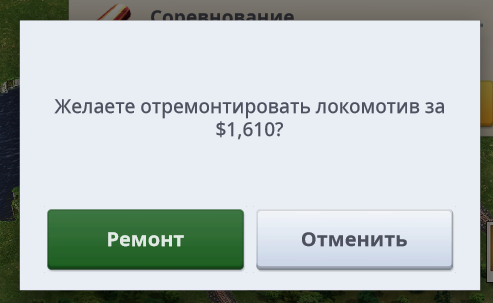 Соревнование
Желаете отремонтировать локомотив за
$1,610?
Ремонт
Отменить